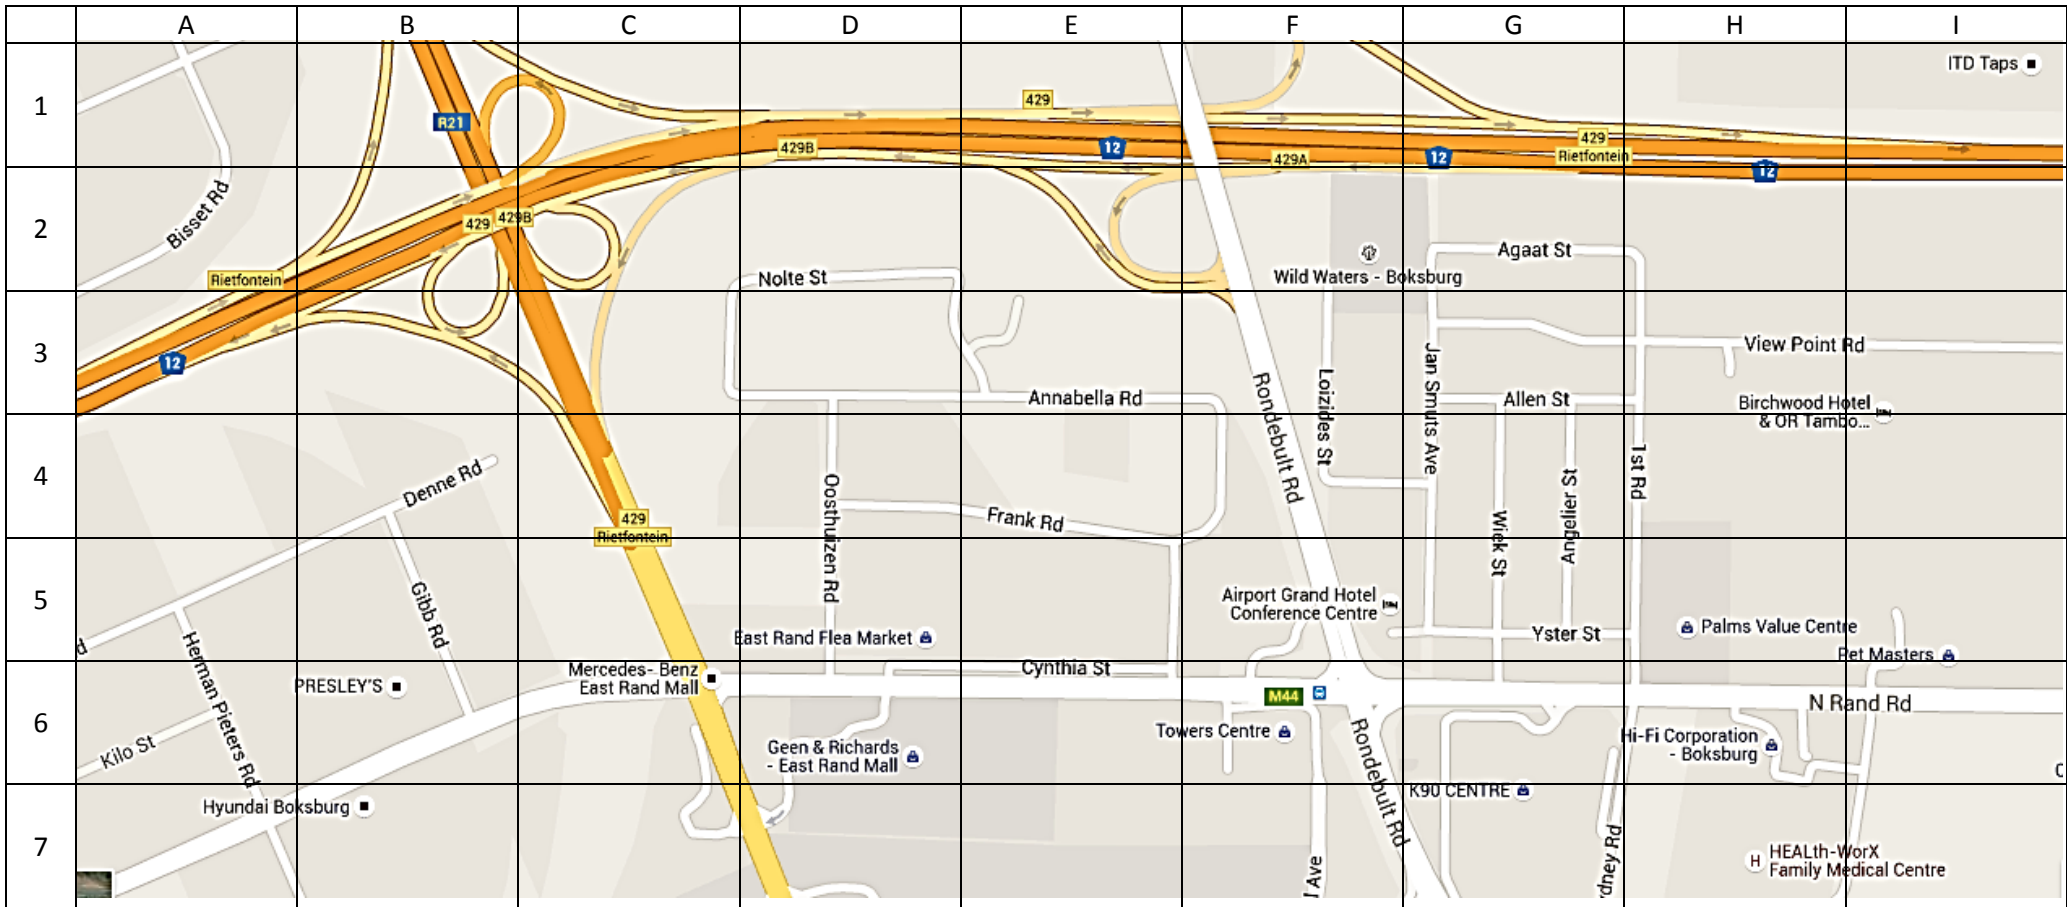 A B C D E F G H I
1
ITD Taps
429
R21
429
12
429B
12
429A
Rietfontein
12
2
Bisset Rd
429B
429
Agaat St
Rietfontein
Nolte St
Wild Waters - Boksburg
3
12
View Point Rd
Jan Smuts Ave
Loizides St
Rondebult Rd
Annabella Rd
Allen St
Birchwood Hotel
& OR Tambo...
4
Denne Rd
Oosthuizen Rd
1st Rd
Angelier St
Wiek St
Frank Rd
429
Rietfontein
5
Gibb Rd
Airport Grand Hotel
Conference Centre
Herman Pieters Rd
East Rand Flea Market
Yster St
Palms Value Centre
Pet Masters
d
6
Mercedes-Benz
East Rand Mall
Cynthia St
PRESLEY'S
M44
N Rand Rd
Towers Centre
Rondebult Rd
Kilo St
Geen & Richards
- East Rand Mall
Hi-Fi Corporation
- Boksburg
K90 CENTRE
7
Hyundai Boksburg
dney Rd
Ave
H
HEALth-WorX
Family Medical Centre